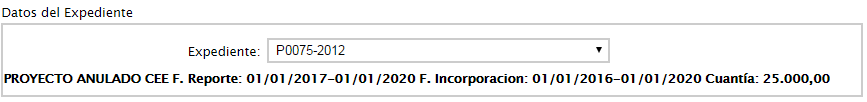 Datos del Expediente
Expediente: P0075-2012
PROYECTO ANULADO CEE F. Reporte: 01/01/2017-01/01/2020 F. Incorporacion: 01/01/2016-01/01/2020 Cuantía: 25.000,00